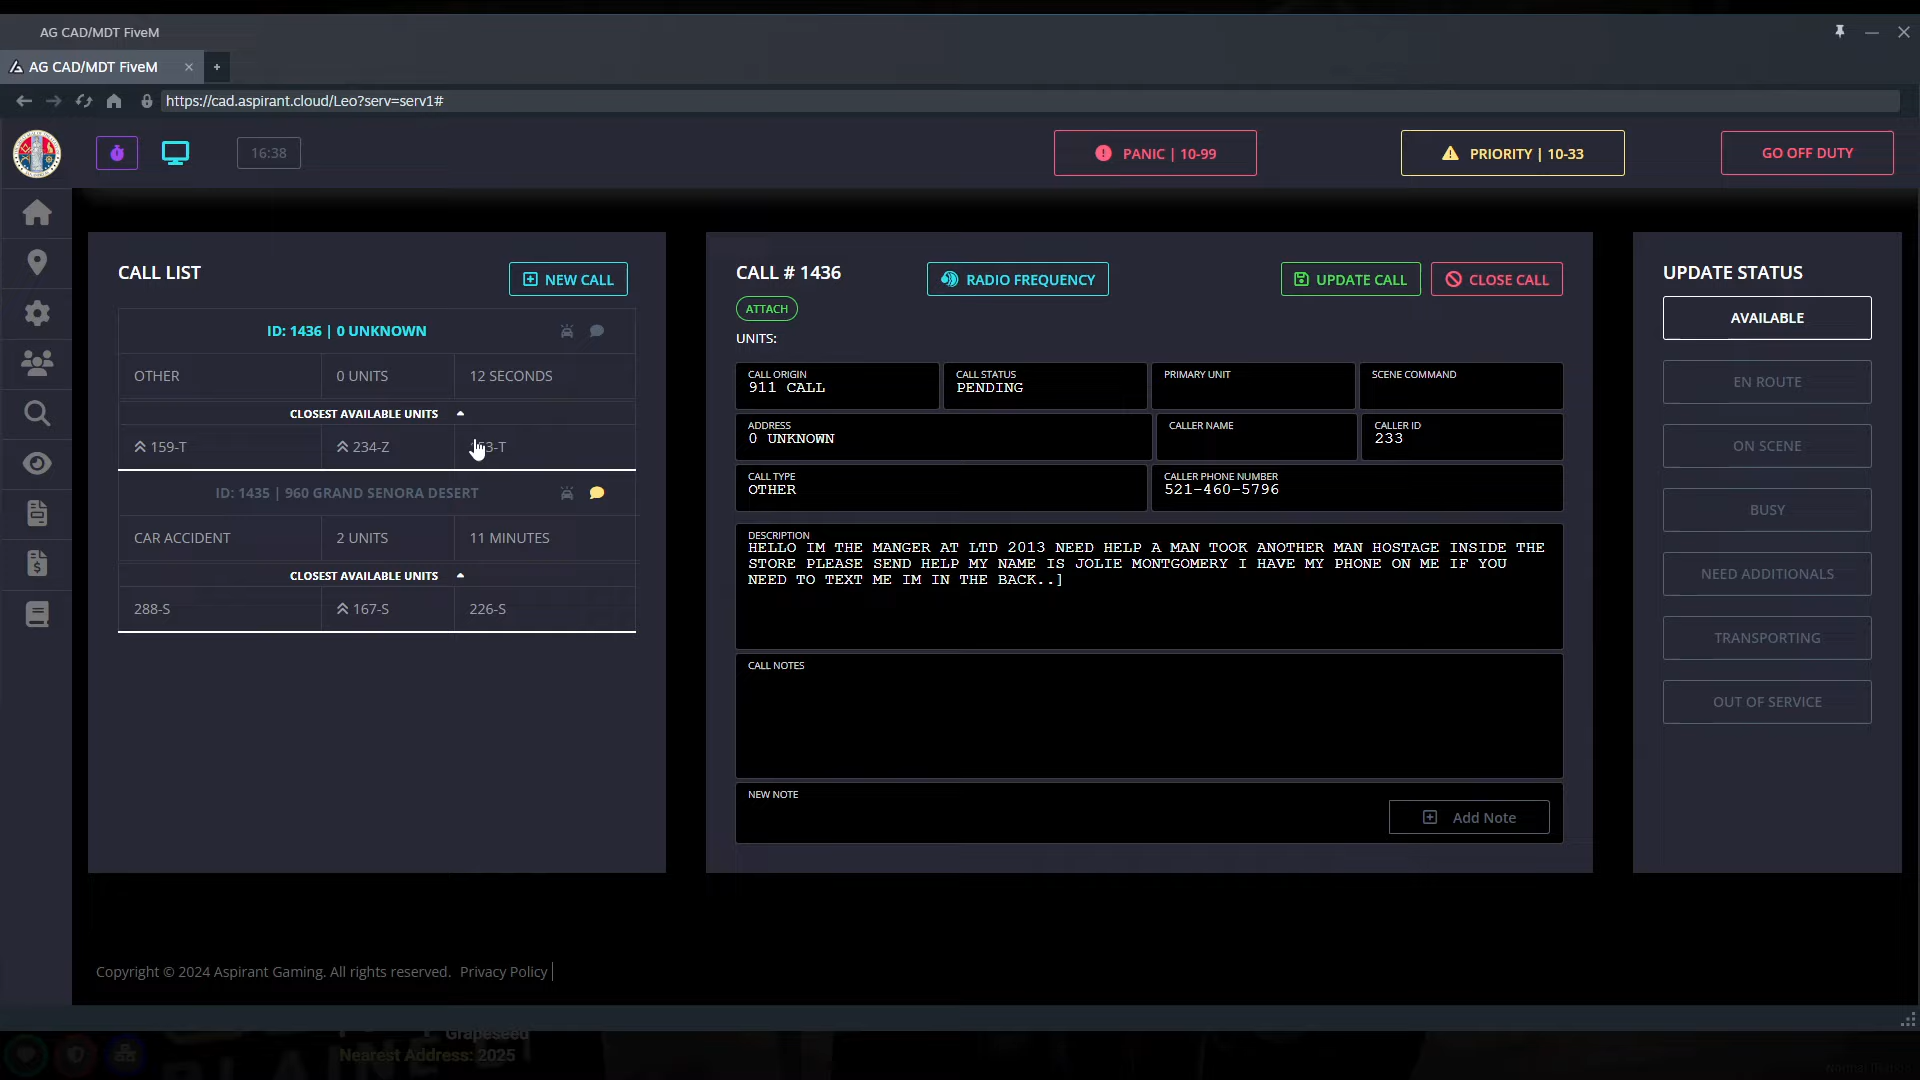 AG CAD/MDT FiveM
AG CAD/MDT FiveM
https://cad.aspirant.cloud/Leo?serv=serv1#
16:38
PANIC | 10-99
PRIORITY | 10-33
GO OFF DUTY
CALL LIST
NEW CALL
ID: 1436 | 0 UNKNOWN
OTHER 0 UNITS 12 SECONDS
CLOSEST AVAILABLE UNITS
159-T 234-Z
ID: 1435 | 960 GRAND SENORA DESERT
CAR ACCIDENT 2 UNITS 11 MINUTES
CLOSEST AVAILABLE UNITS
288-S 167-S 226-S
CALL # 1436
RADIO FREQUENCY
UPDATE CALL
CLOSE CALL
ATTACH
UNITS:
CALL ORIGIN
911 CALL
CALL STATUS
PENDING
PRIMARY UNIT
SCENE COMMAND
ADDRESS
0 UNKNOWN
CALLER NAME
CALLER ID
233
CALL TYPE
OTHER
CALLER PHONE NUMBER
521-460-5796
DESCRIPTION
HELLO IM THE MANGER AT LTD 2013 NEED HELP A MAN TOOK ANOTHER MAN HOSTAGE INSIDE THE
STORE PLEASE SEND HELP MY NAME IS JOLIE MONTGOMERY I HAVE MY PHONE ON ME IF YOU
NEED TO TEXT ME IM IN THE BACK..]
CALL NOTES
NEW NOTE
Add Note
UPDATE STATUS
AVAILABLE
EN ROUTE
ON SCENE
BUSY
NEED ADDITIONALS
TRANSPORTING
OUT OF SERVICE
Copyright © 2024 Aspirant Gaming. All rights reserved. Privacy Policy |
Grapeseed
Nearest Address: 2025